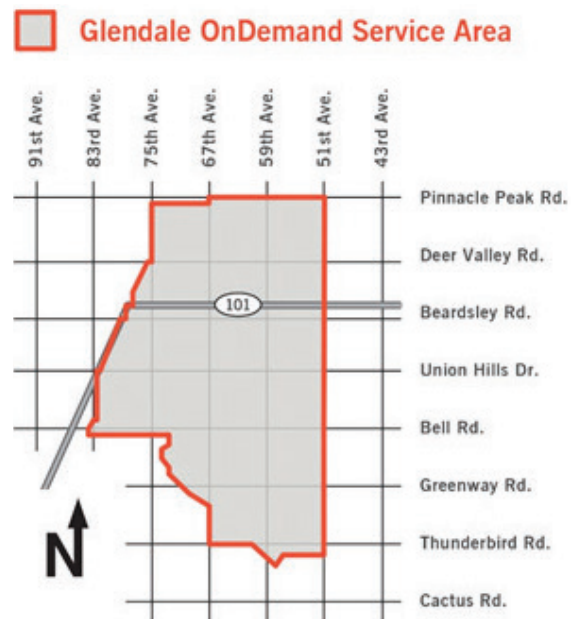 Glendale OnDemand Service Area
91st Ave.
83rd Ave.
75th Ave.
67th Ave.
59th Ave.
51st Ave.
43rd Ave.
Pinnacle Peak Rd.
Deer Valley Rd.
101
Beardsley Rd.
Union Hills Dr.
Bell Rd.
Greenway Rd.
N
Thunderbird Rd.
Cactus Rd.